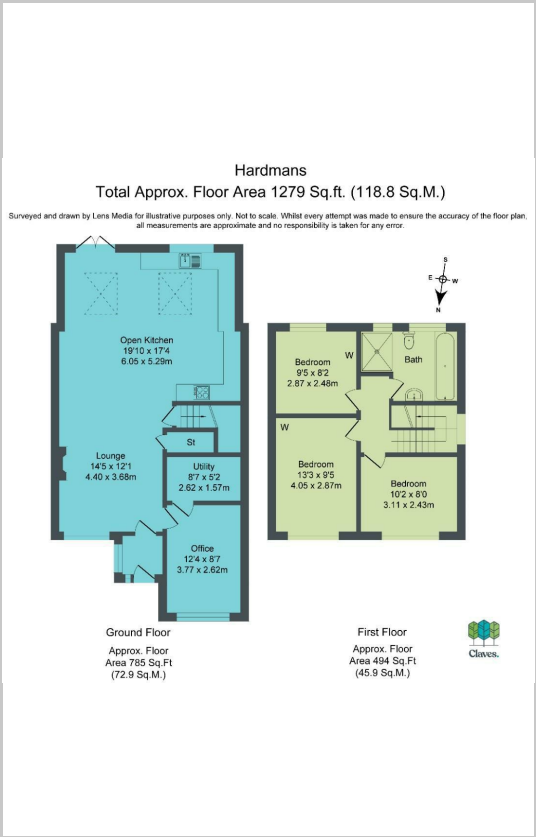 Hardmans
Total Approx. Floor Area 1279 Sq.ft. (118.8 Sq.M.)
Surveyed and drawn by Lens Media for illustrative purposes only. Not to scale. Whilst every attempt was made to ensure the accuracy of the floor plan,
all measurements are approximate and no responsibility is taken for any error.
S
E
W
N
Open Kitchen
19'10 x 17'4
6.05 x 5.29m
St
Lounge
14'5 x 12'1
4.40 x 3.68m
Utility
8'7 x 5'2
2.62 x 1.57m
Office
12'4 x 8'7
3.77 x 2.62m
Ground Floor
Approx. Floor
Area 785 Sq.Ft
(72.9 Sq.M.)
Bedroom
9'5 x 8'2
2.87 x 2.48m
W
Bath
W
Bedroom
13'3 x 9'5
4.05 x 2.87m
Bedroom
10'2 x 8'0
3.11 x 2.43m
First Floor
Approx. Floor
Area 494 Sq.Ft
(45.9 Sq.M.)
Claves.